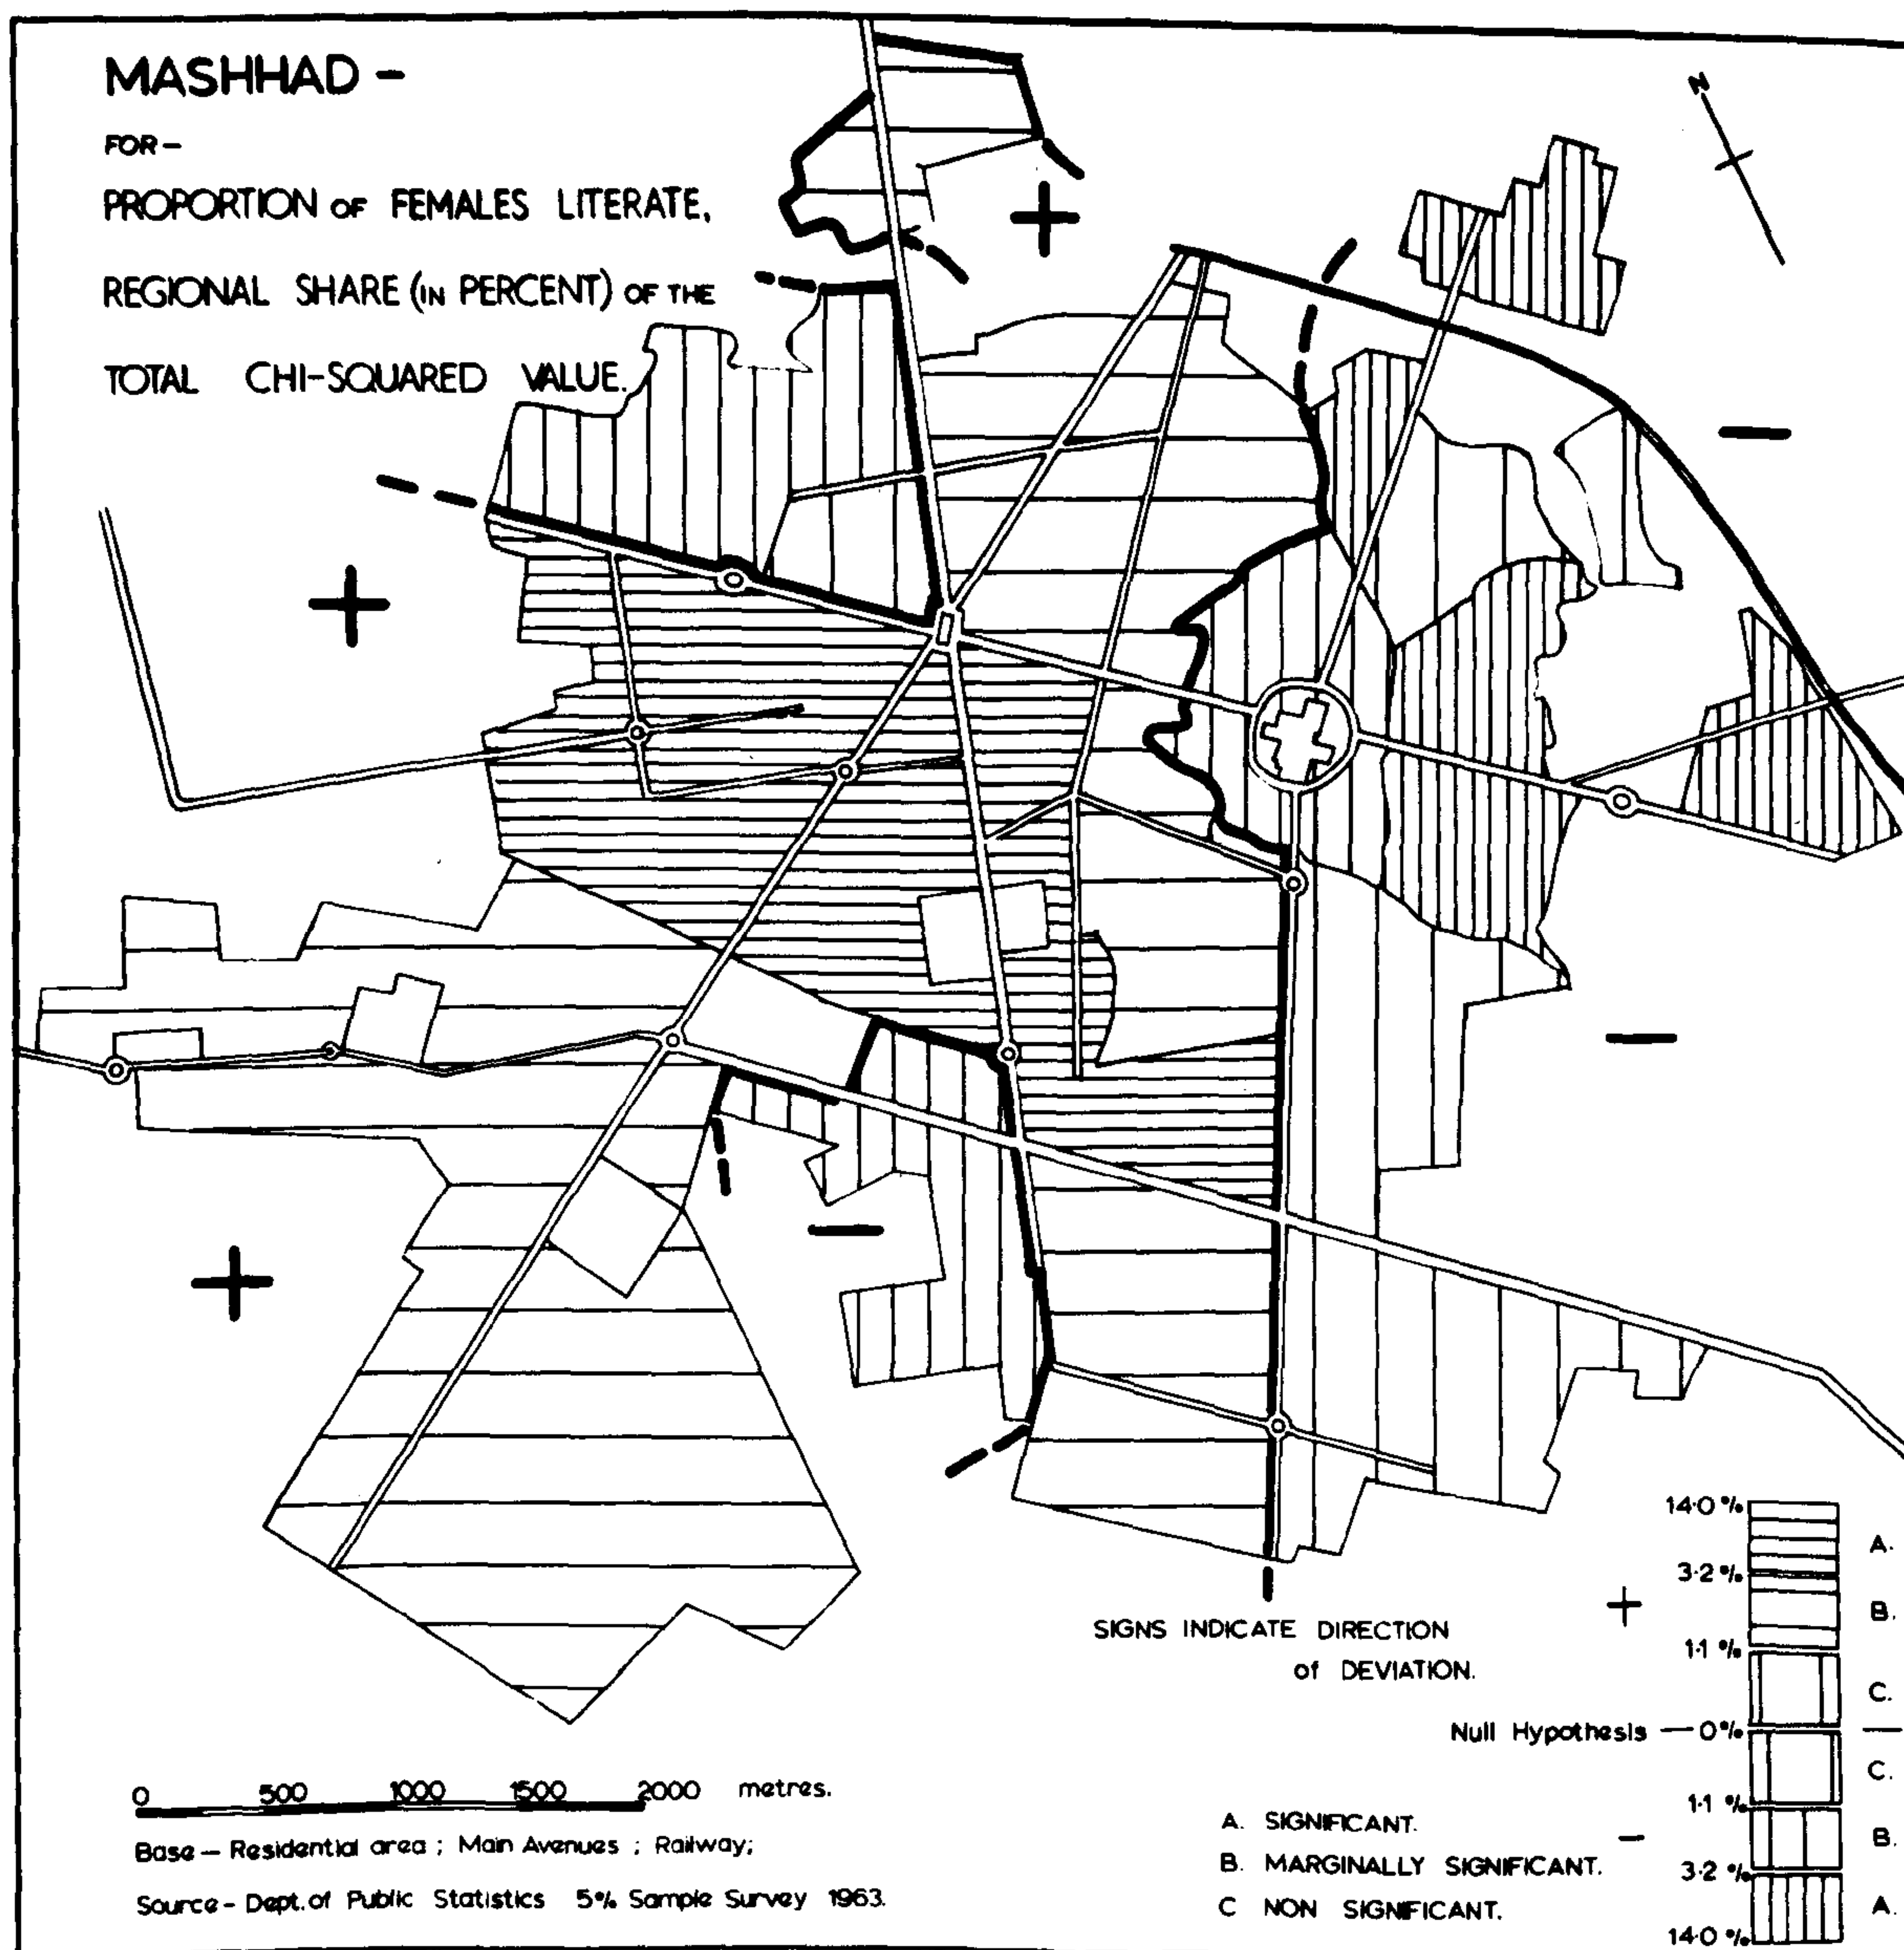 MASHHAD –
FOR –
PROPORTION OF FEMALES LITERATE,
REGIONAL SHARE (IN PERCENT) OF THE
TOTAL CHI-SQUARED VALUE.
N
+
+
+
–
–
–
SIGNS INDICATE DIRECTION
of DEVIATION.
14·0 %
A.
3·2 %
+
B.
1·1 %
C.
Null Hypothesis — 0 %
C.
1·1 %
–
B.
3·2 %
A.
14·0 %
A. SIGNIFICANT.
B. MARGINALLY SIGNIFICANT.
C NON SIGNIFICANT.
0 500 1000 1500 2000 metres.
Base – Residential area ; Main Avenues ; Railway;
Source – Dept. of Public Statistics 5% Sample Survey 1963.